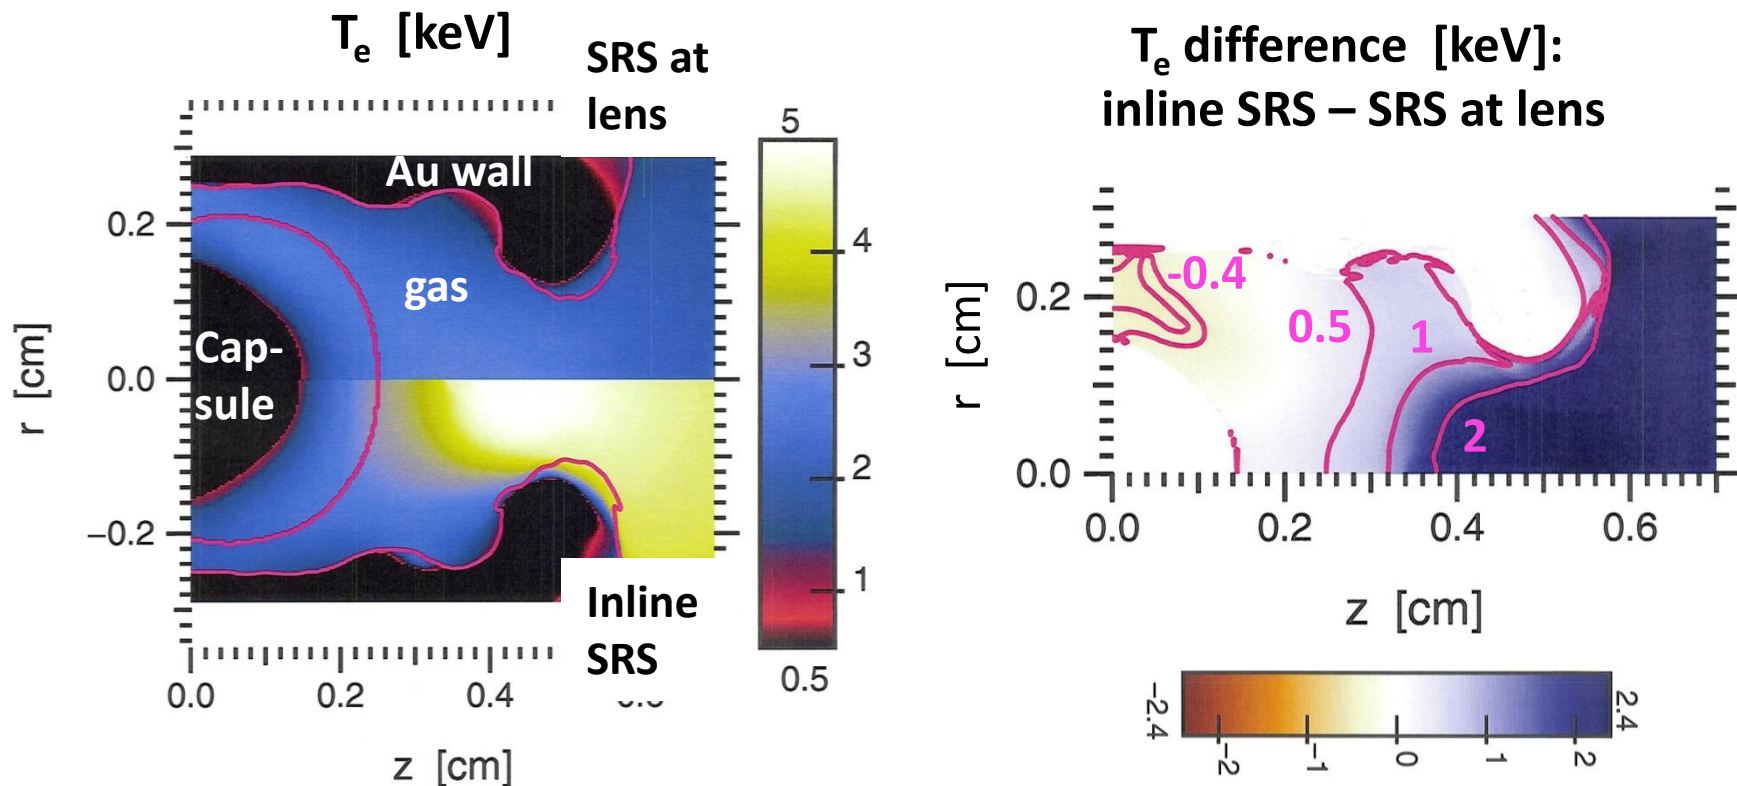 Te [keV]
SRS at
lens
Au wall
gas
Cap-
sule
Inline
SRS
0.2
0.0
−0.2
r [cm]
0.0 0.2 0.4
z [cm]
5
4
3
2
1
0.5
Te difference [keV]:
inline SRS – SRS at lens
-0.4
0.5
1
2
0.2
0.0
r [cm]
0.0 0.2 0.4 0.6
z [cm]
−2.4 2.4
−2 −1 0 1 2